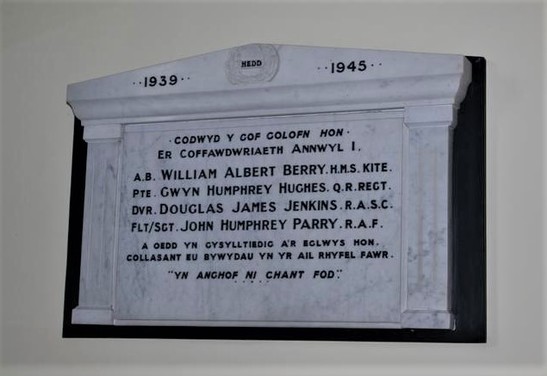 1939 HEDD 1945
·CODWYD Y GOF GOLOFN HON·
ER COFFAWDWRIAETH ANNWYL I,
A.B. WILLIAM ALBERT BERRY. H.M.S. KITE.
PTE. GWYN HUMPHREY HUGHES. Q.R. REGT.
DVR. DOUGLAS JAMES JENKINS. R.A.S.C.
FLT/SGT. JOHN HUMPHREY PARRY. R.A.F.
A OEDD YN GYSYLLTIEDIG A'R EGLWYS HON.
COLLASANT EU BYWYDAU YN YR AIL RHYFEL FAWR.
"YN ANGHOF NI CHANT FOD".